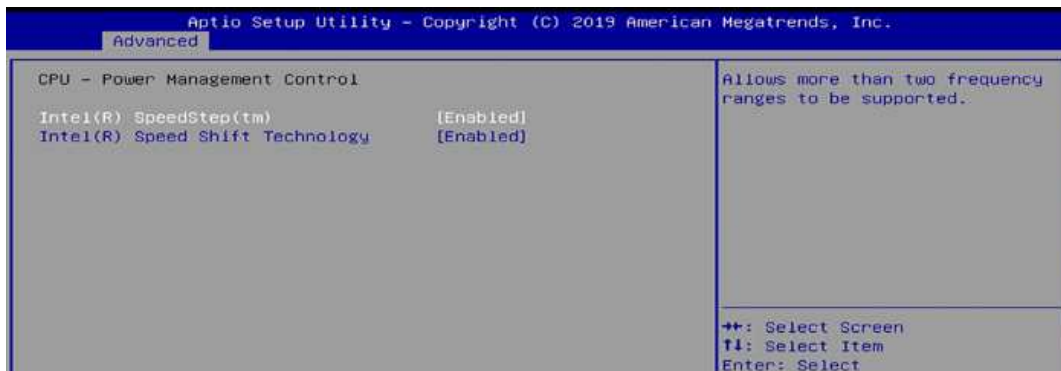 Aptio Setup Utility – Copyright (C) 2019 American Megatrends, Inc.
Advanced
CPU – Power Management Control
Intel(R) SpeedStep(tm) [Enabled]
Intel(R) Speed Shift Technology [Enabled]
Allows more than two frequency
ranges to be supported.
→←: Select Screen
↑↓: Select Item
Enter: Select